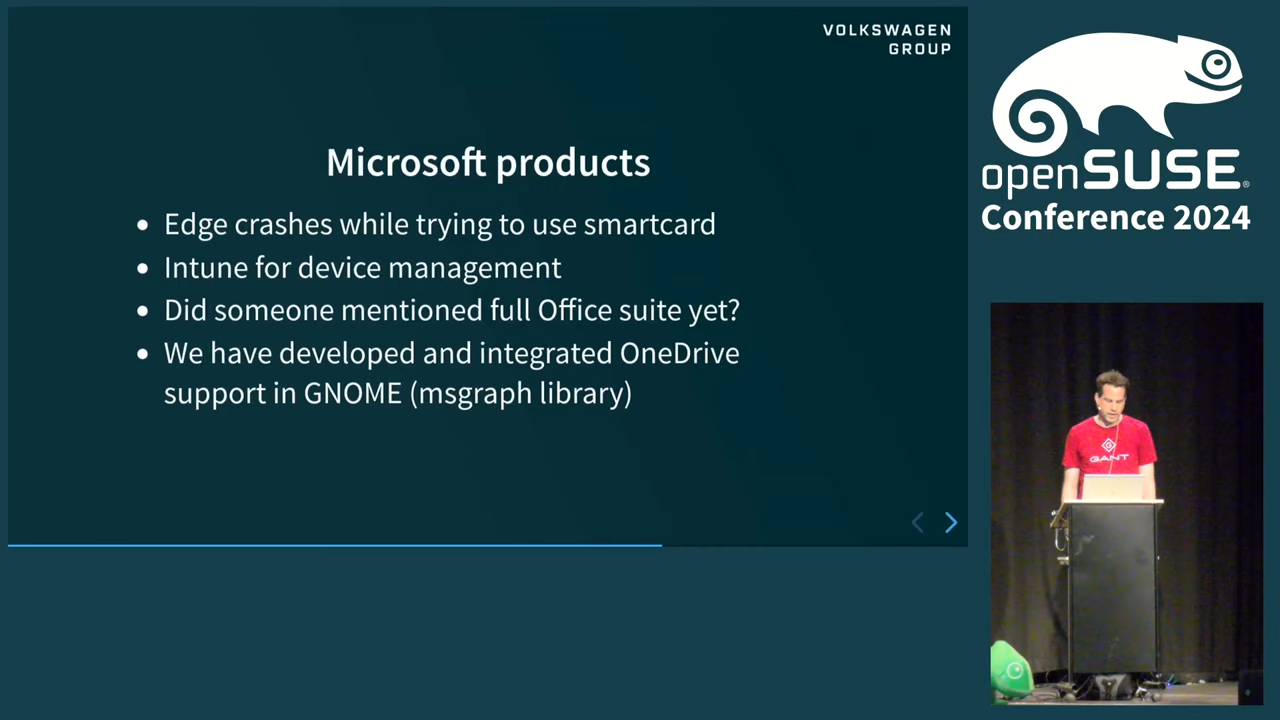 VOLKSWAGEN
GROUP
Microsoft products
• Edge crashes while trying to use smartcard
• Intune for device management
• Did someone mentioned full Office suite yet?
• We have developed and integrated OneDrive
support in GNOME (msgraph library)
openSUSE®
Conference 2024
GANT